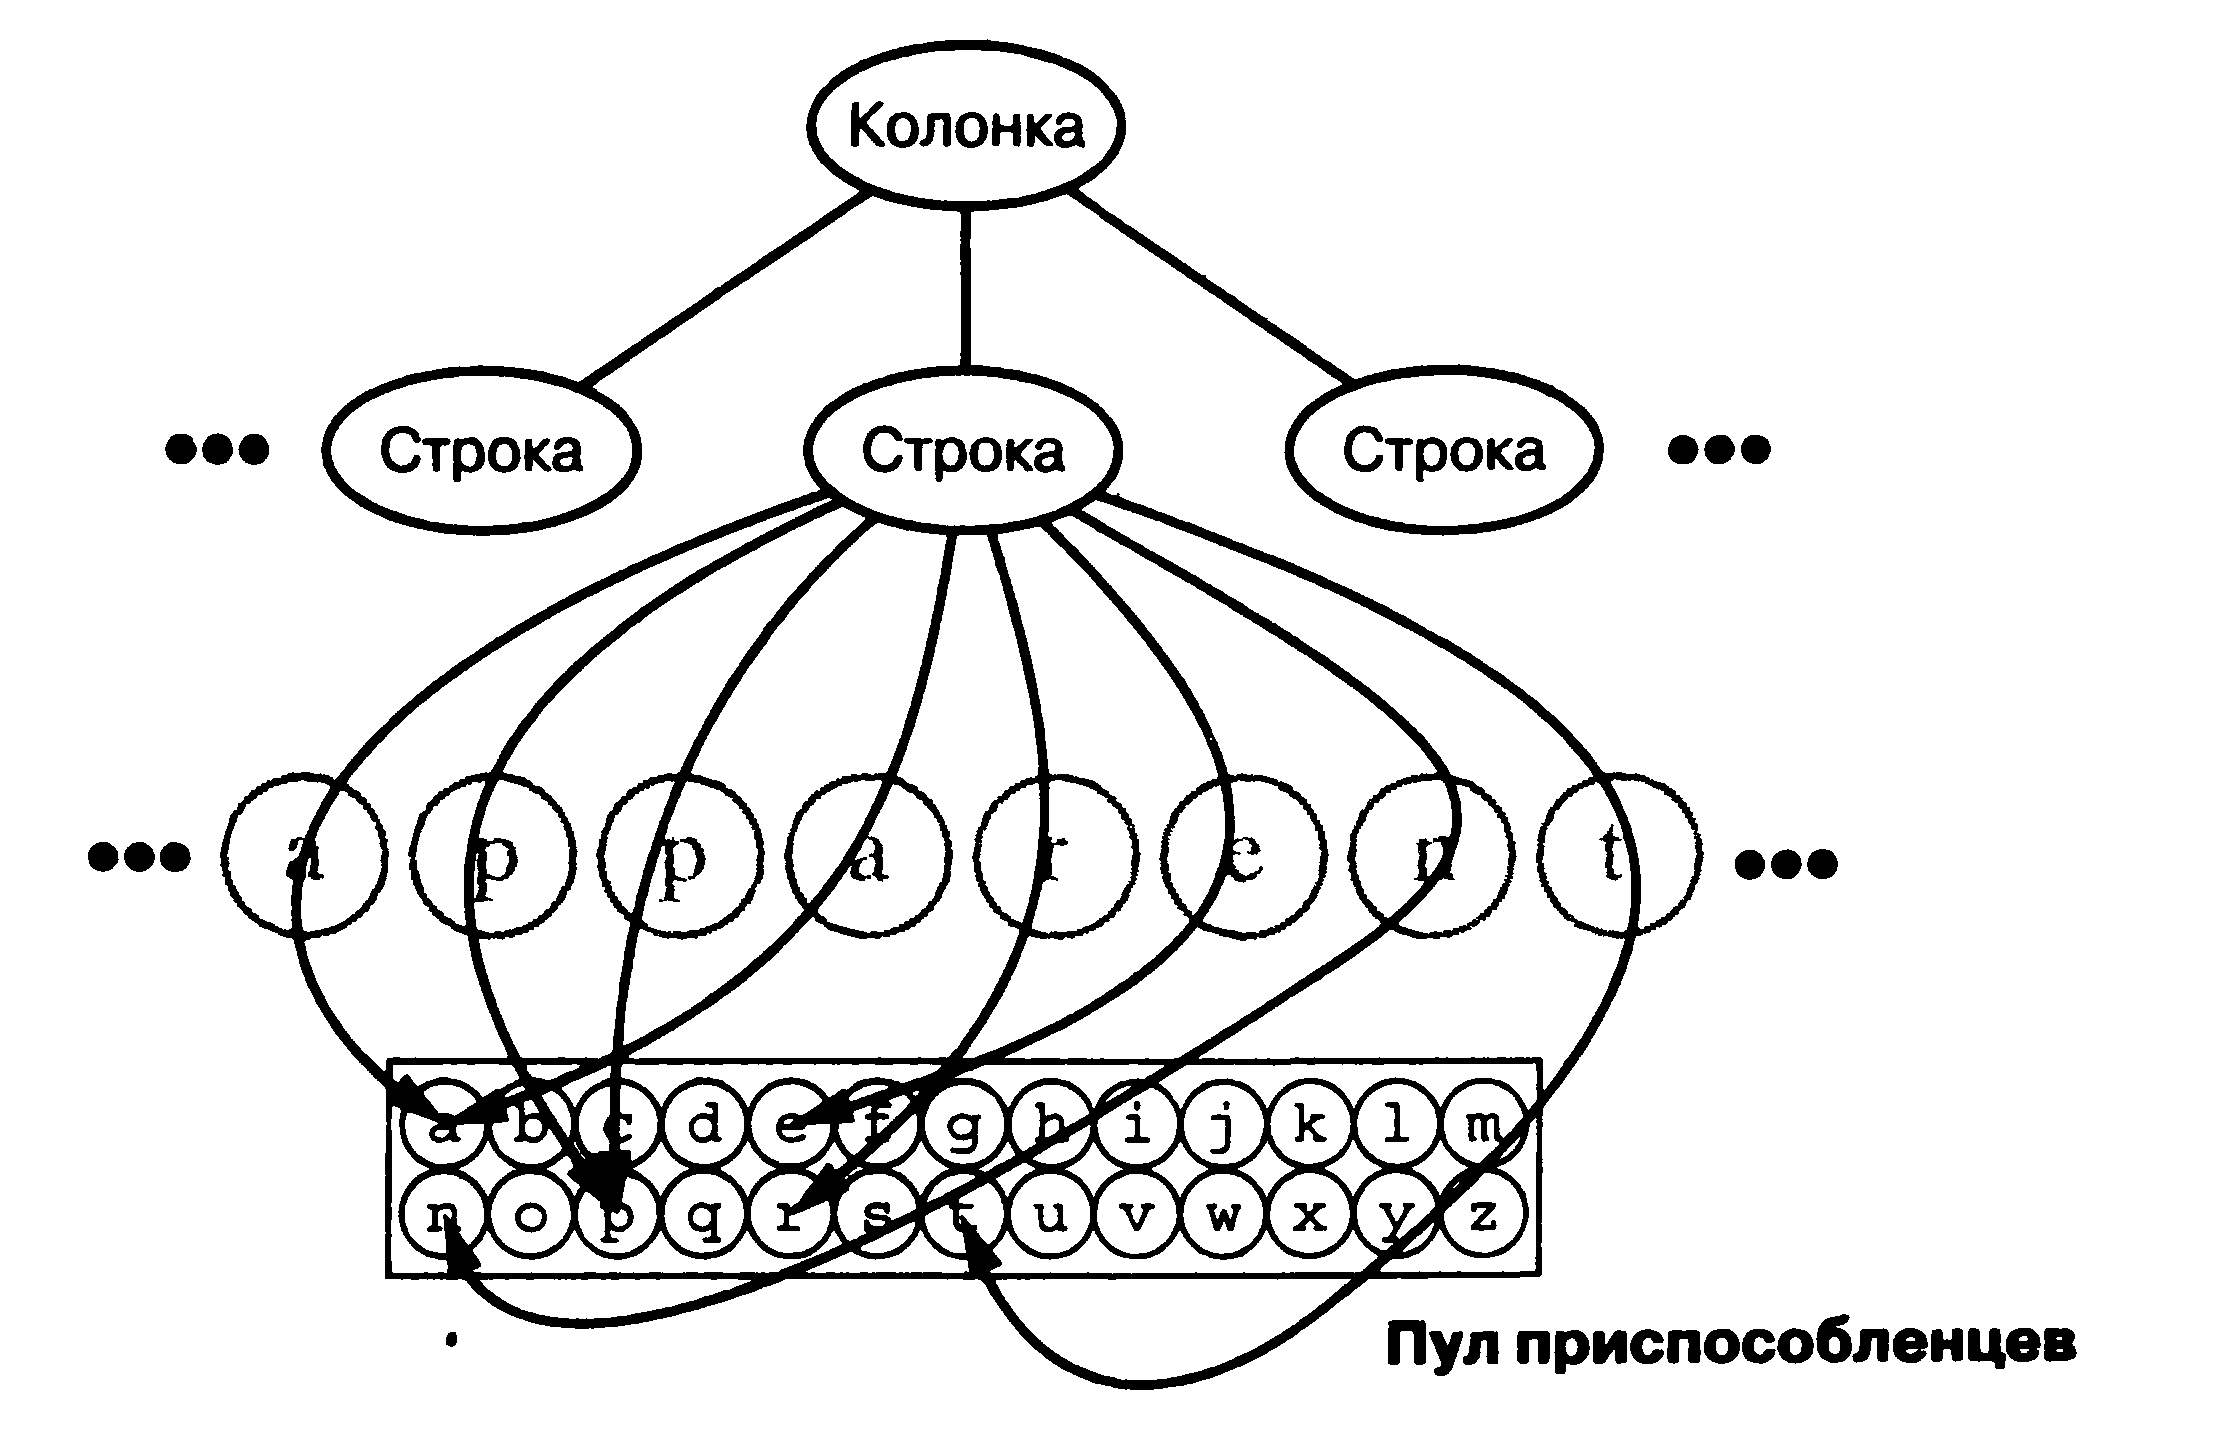 Колонка
••• Строка Строка Строка •••
••• a p p a r e n t •••
a b c d e f g h i j k l m
n o p q r s t u v w x y z
Пул приспособленцев